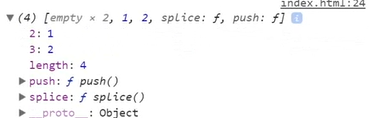 index.html:24
▼ (4) [empty × 2, 1, 2, splice: ƒ, push: ƒ] i
2: 1
3: 2
length: 4
▶ push: ƒ push()
▶ splice: ƒ splice()
▶ __proto__: Object